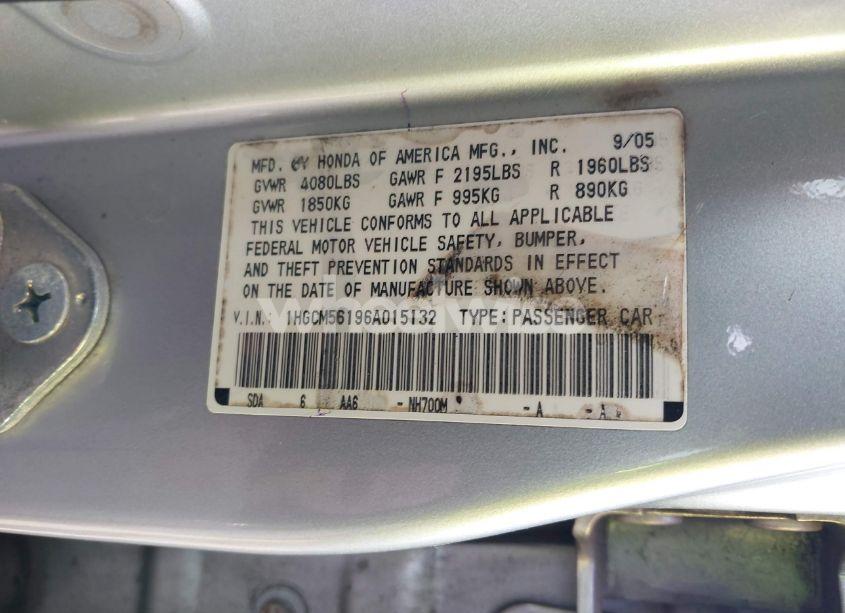 MFD. BY HONDA OF AMERICA MFG., INC. 9/05
GVWR 4080LBS GAWR F 2195LBS R 1960LBS
GVWR 1850KG GAWR F 995KG R 890KG
THIS VEHICLE CONFORMS TO ALL APPLICABLE
FEDERAL MOTOR VEHICLE SAFETY, BUMPER,
AND THEFT PREVENTION STANDARDS IN EFFECT
ON THE DATE OF MANUFACTURE SHOWN ABOVE.
V.I.N.: 1HGCM56196A015132 TYPE: PASSENGER CAR
SDA 6 AA6 - NH700M - A - A